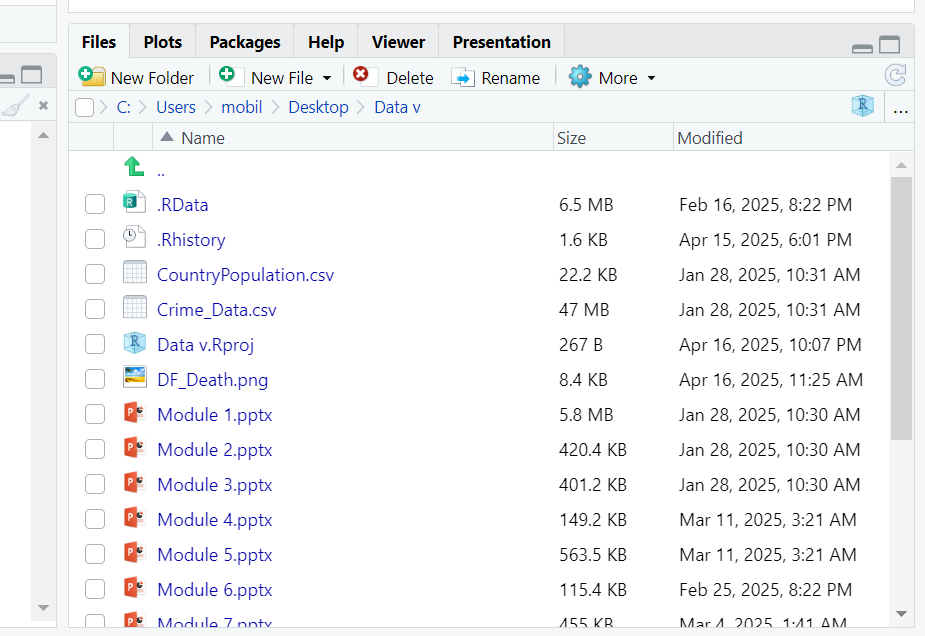 Files Plots Packages Help Viewer Presentation
New Folder New File Delete Rename More
C: Users mobil Desktop Data v R ...
Name Size Modified
..
.RData 6.5 MB Feb 16, 2025, 8:22 PM
.Rhistory 1.6 KB Apr 15, 2025, 6:01 PM
CountryPopulation.csv 22.2 KB Jan 28, 2025, 10:31 AM
Crime_Data.csv 47 MB Jan 28, 2025, 10:31 AM
Data v.Rproj 267 B Apr 16, 2025, 10:07 PM
DF_Death.png 8.4 KB Apr 16, 2025, 11:25 AM
Module 1.pptx 5.8 MB Jan 28, 2025, 10:30 AM
Module 2.pptx 420.4 KB Jan 28, 2025, 10:30 AM
Module 3.pptx 401.2 KB Jan 28, 2025, 10:30 AM
Module 4.pptx 149.2 KB Mar 11, 2025, 3:21 AM
Module 5.pptx 563.5 KB Mar 11, 2025, 3:21 AM
Module 6.pptx 115.4 KB Feb 25, 2025, 8:22 PM
Module 7.pptx 455 KB Mar 4, 2025, 1:41 AM